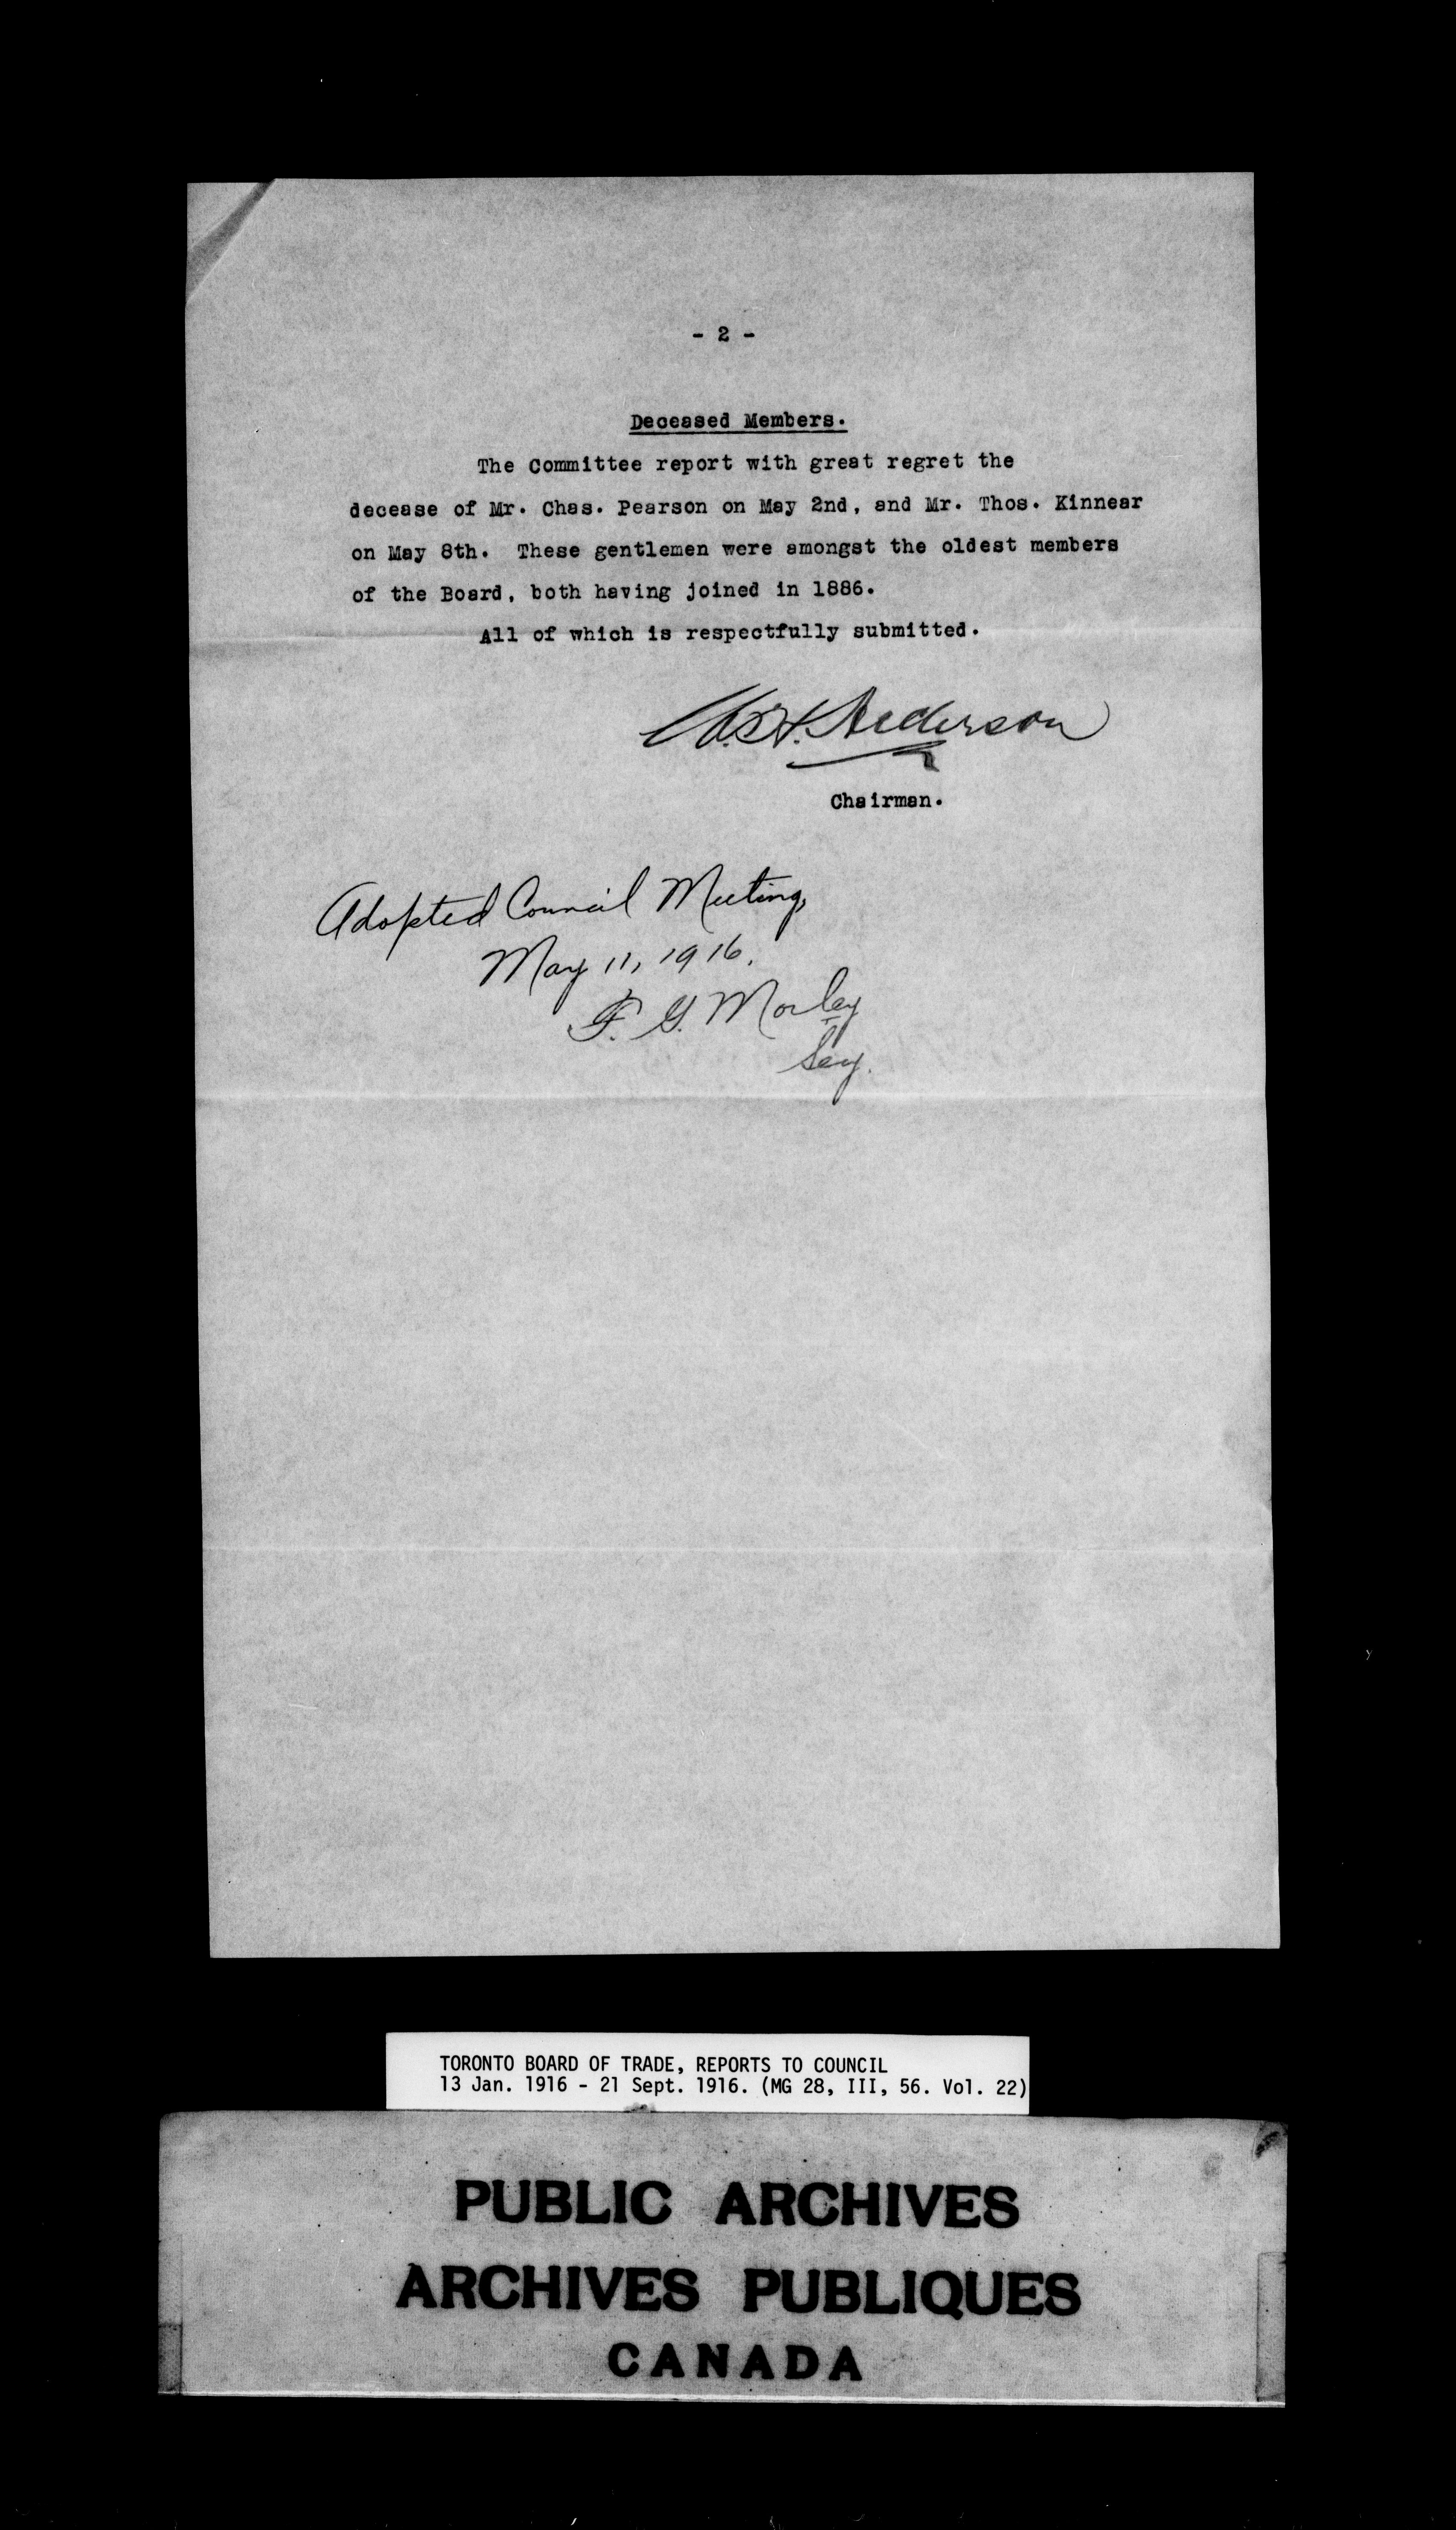 - 2 -
Deceased Members.
The Committee report with great regret the
decease of Mr. Chas. Pearson on May 2nd, and Mr. Thos. Kinnear
on May 8th. These gentlemen were amongst the oldest members
of the Board, both having joined in 1886.
All of which is respectfully submitted.
Anderson
Chairman.
Adopted Council Meeting,
May 11, 1916.
F. G. Morley
Secy.
TORONTO BOARD OF TRADE, REPORTS TO COUNCIL
13 Jan. 1916 - 21 Sept. 1916. (MG 28, III, 56. Vol. 22)
PUBLIC ARCHIVES
ARCHIVES PUBLIQUES
CANADA